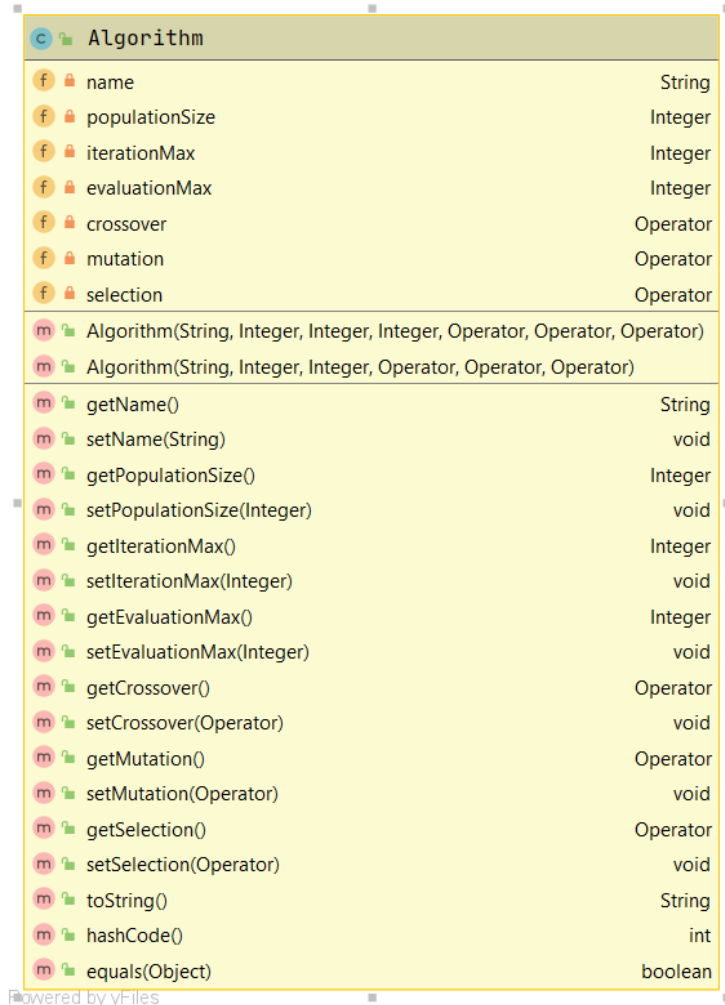 c Algorithm
f name String
f populationSize Integer
f iterationMax Integer
f evaluationMax Integer
f crossover Operator
f mutation Operator
f selection Operator
m Algorithm(String, Integer, Integer, Integer, Operator, Operator, Operator)
m Algorithm(String, Integer, Integer, Operator, Operator, Operator)
m getName() String
m setName(String) void
m getPopulationSize() Integer
m setPopulationSize(Integer) void
m getIterationMax() Integer
m setIterationMax(Integer) void
m getEvaluationMax() Integer
m setEvaluationMax(Integer) void
m getCrossover() Operator
m setCrossover(Operator) void
m getMutation() Operator
m setMutation(Operator) void
m getSelection() Operator
m setSelection(Operator) void
m toString() String
m hashCode() int
m equals(Object) boolean
Powered by yFiles